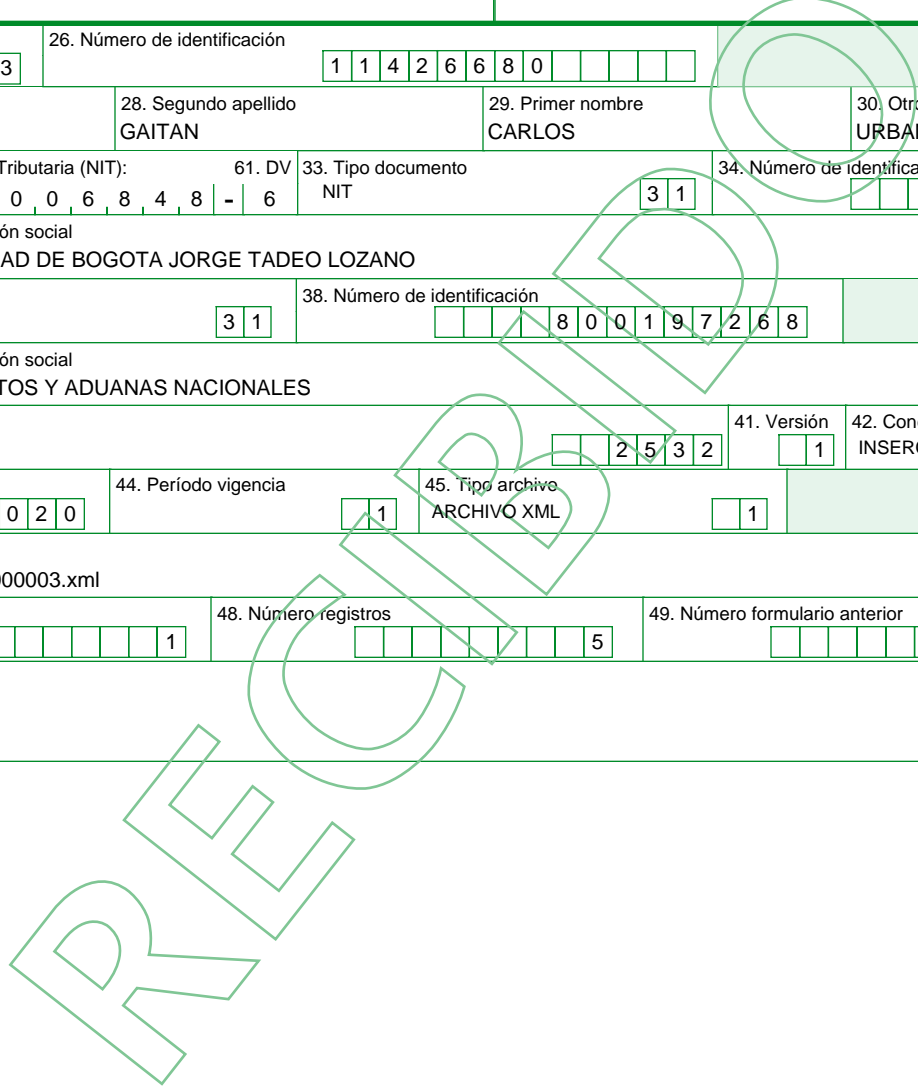 26. Número de identificación
3 1 1 4 2 6 6 8 0
28. Segundo apellido 29. Primer nombre 30. Otro
GAITAN CARLOS URBAN
Tributaria (NIT): 61. DV 33. Tipo documento 34. Número de identifica
0 0 6 8 4 8 - 6 NIT 3 1
ón social
AD DE BOGOTA JORGE TADEO LOZANO
38. Número de identificación
3 1 8 0 0 1 9 7 2 6 8
ón social
TOS Y ADUANAS NACIONALES
41. Versión 42. Con
2 5 3 2 1 INSER
44. Período vigencia 45. Tipo archivo
0 2 0 1 ARCHIVO XML 1
000003.xml
48. Número registros 49. Número formulario anterior
1 5
RECIBIDO